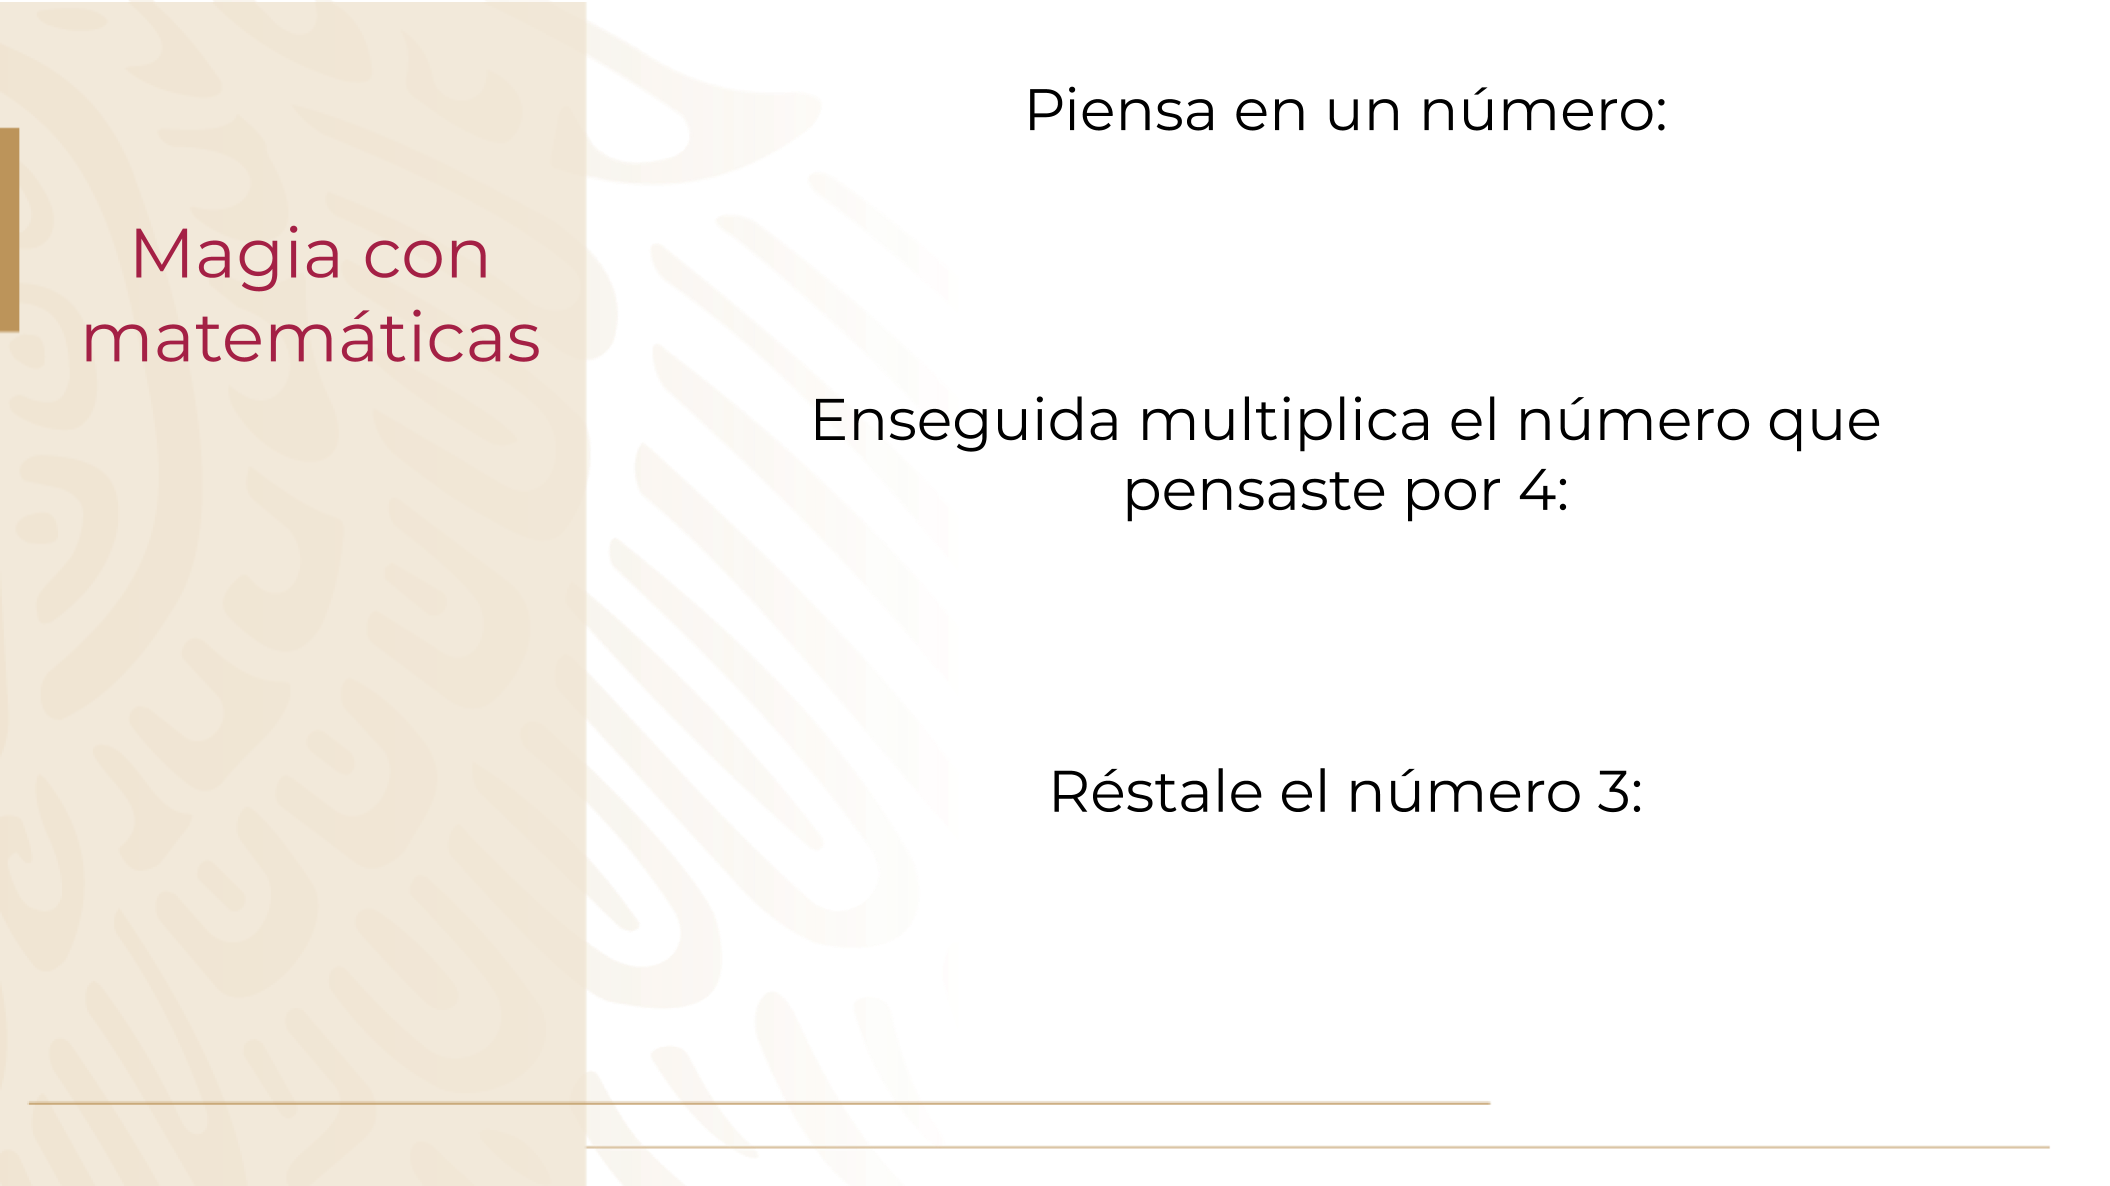 Magia con
matemáticas
Piensa en un número:
Enseguida multiplica el número que
pensaste por 4:
Réstale el número 3: